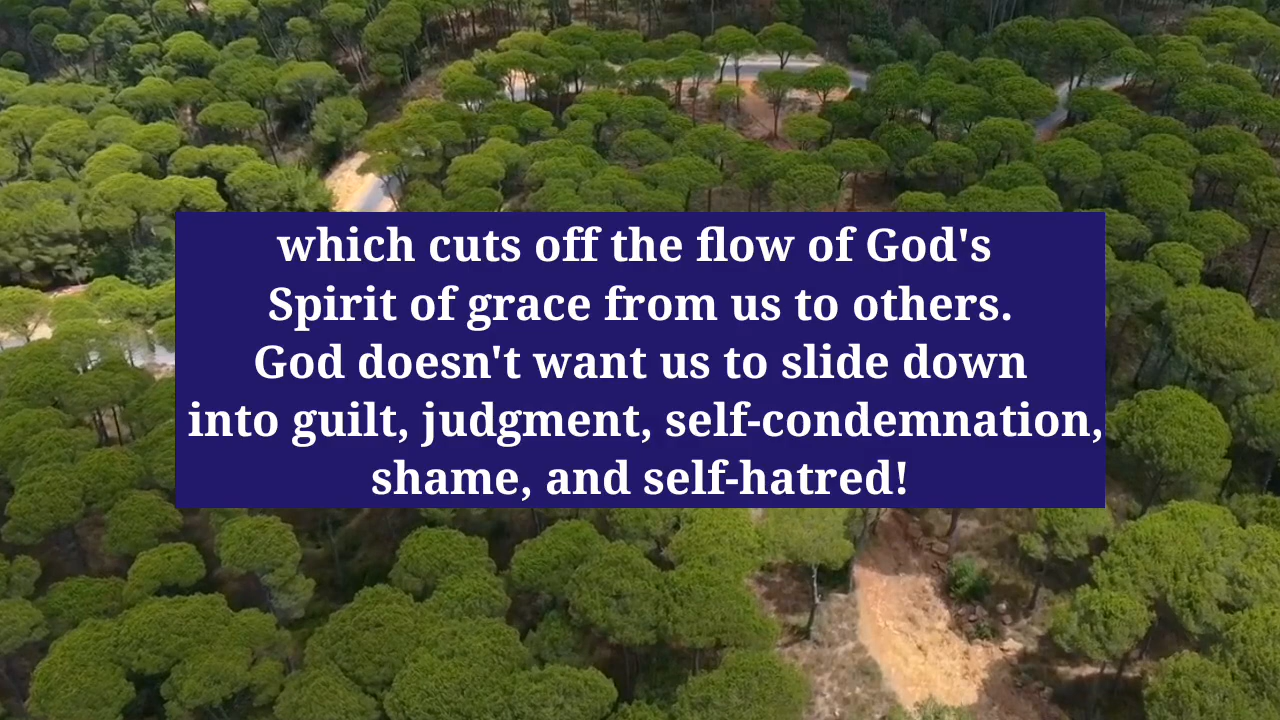 which cuts off the flow of God's
Spirit of grace from us to others.
God doesn't want us to slide down
into guilt, judgment, self-condemnation,
shame, and self-hatred!